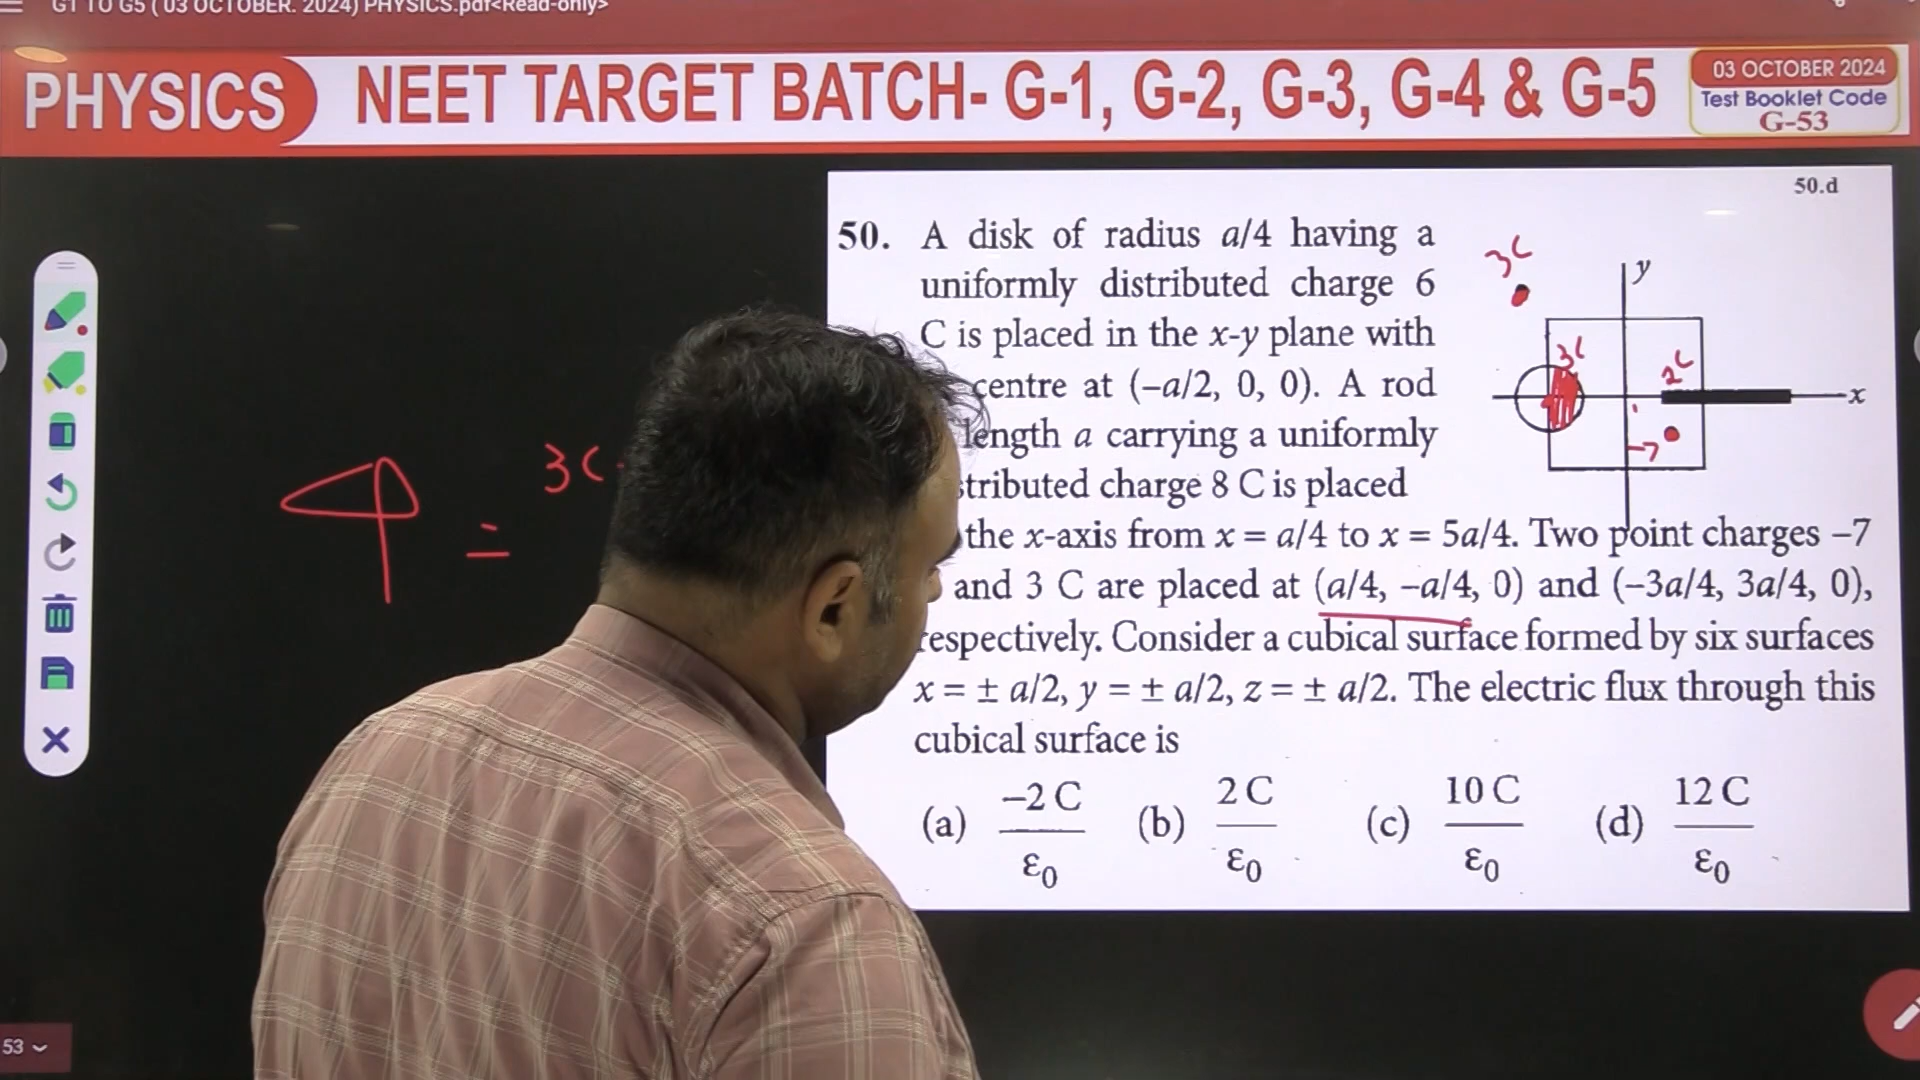 G1 TO G5 ( 03 OCTOBER. 2024) PHYSICS.pdf<Read-only>
PHYSICS
NEET TARGET BATCH- G-1, G-2, G-3, G-4 & G-5
03 OCTOBER 2024
Test Booklet Code
G-53
50.d
50. A disk of radius a/4 having a
uniformly distributed charge 6
C is placed in the x-y plane with
centre at (–a/2, 0, 0). A rod
length a carrying a uniformly
stributed charge 8 C is placed
the x-axis from x = a/4 to x = 5a/4. Two point charges –7
and 3 C are placed at (a/4, –a/4, 0) and (–3a/4, 3a/4, 0),
respectively. Consider a cubical surface formed by six surfaces
x = ± a/2, y = ± a/2, z = ± a/2. The electric flux through this
cubical surface is
(a) –2 C / ε0 (b) 2 C / ε0 (c) 10 C / ε0 (d) 12 C / ε0
3C
y
3C
2C
x
-7
ϕ = 3C
53